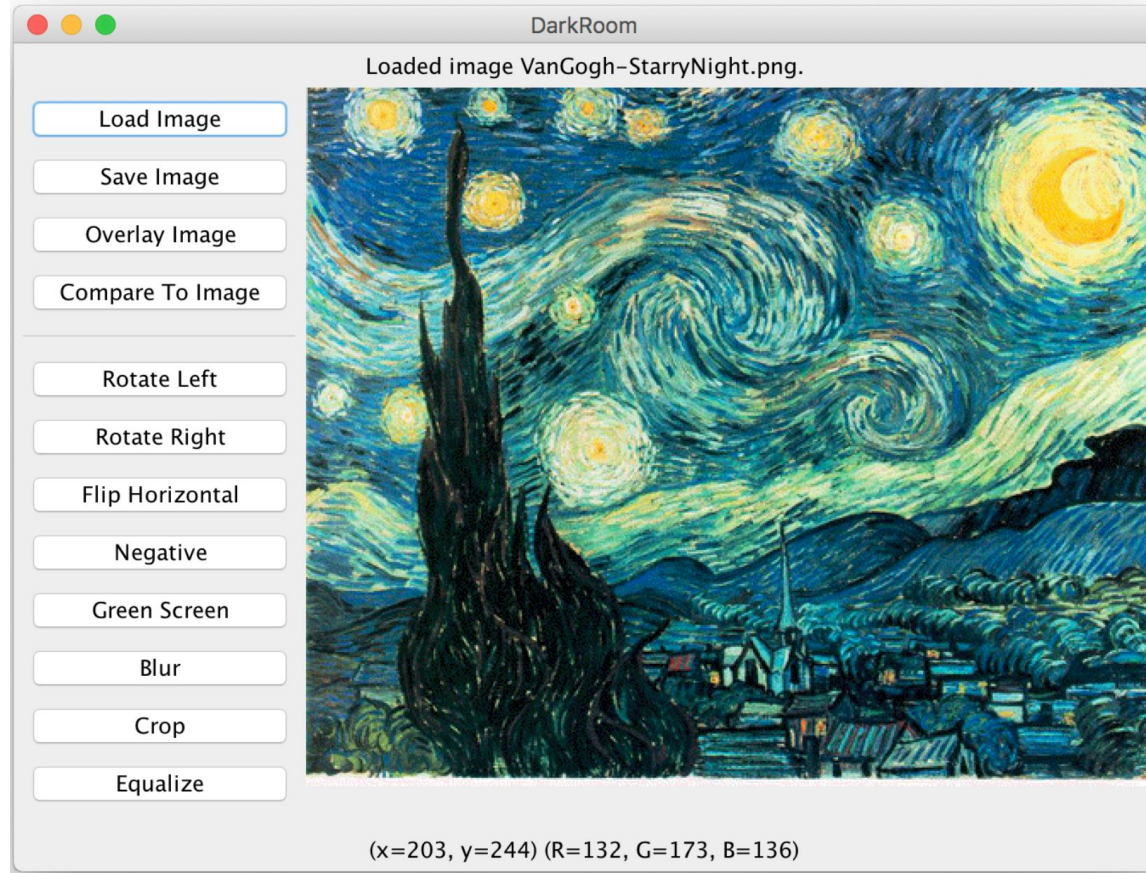 DarkRoom
Loaded image VanGogh-StarryNight.png.
Load Image
Save Image
Overlay Image
Compare To Image
Rotate Left
Rotate Right
Flip Horizontal
Negative
Green Screen
Blur
Crop
Equalize
(x=203, y=244) (R=132, G=173, B=136)